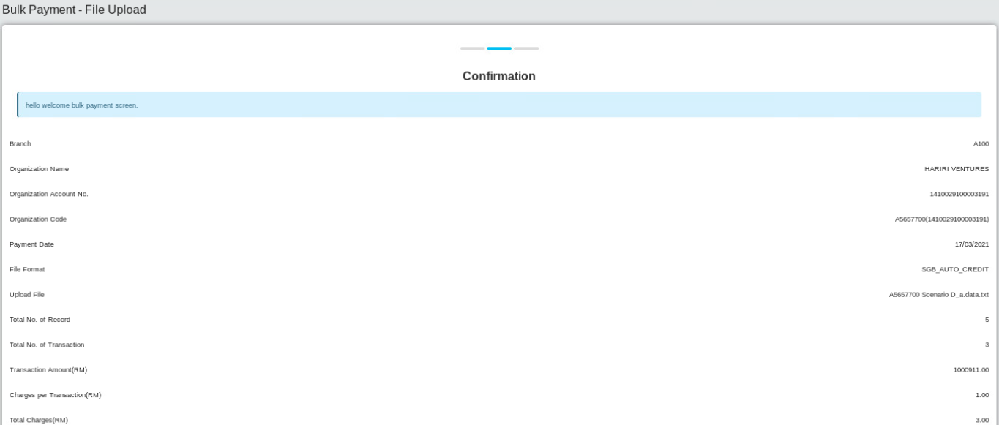 Bulk Payment - File Upload
Confirmation
hello welcome bulk payment screen.
Branch A100
Organization Name HARIRI VENTURES
Organization Account No. 1410029100003191
Organization Code A5657700(1410029100003191)
Payment Date 17/03/2021
File Format SGB_AUTO_CREDIT
Upload File A5657700 Scenario D_a.data.txt
Total No. of Record 5
Total No. of Transaction 3
Transaction Amount(RM) 1000911.00
Charges per Transaction(RM) 1.00
Total Charges(RM) 3.00